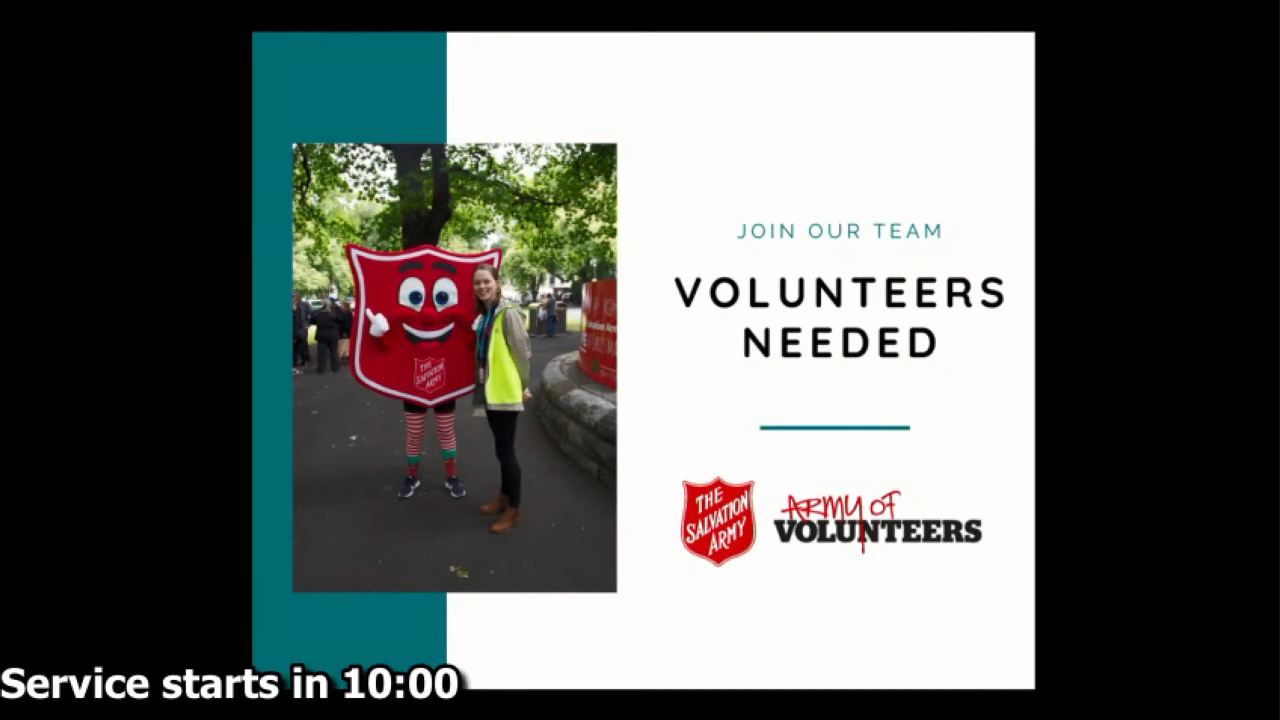 JOIN OUR TEAM
VOLUNTEERS
NEEDED
THE
SALVATION
ARMY
THE
SALVATION
ARMY
ARMY OF
VOLUNTEERS
Service starts in 10:00